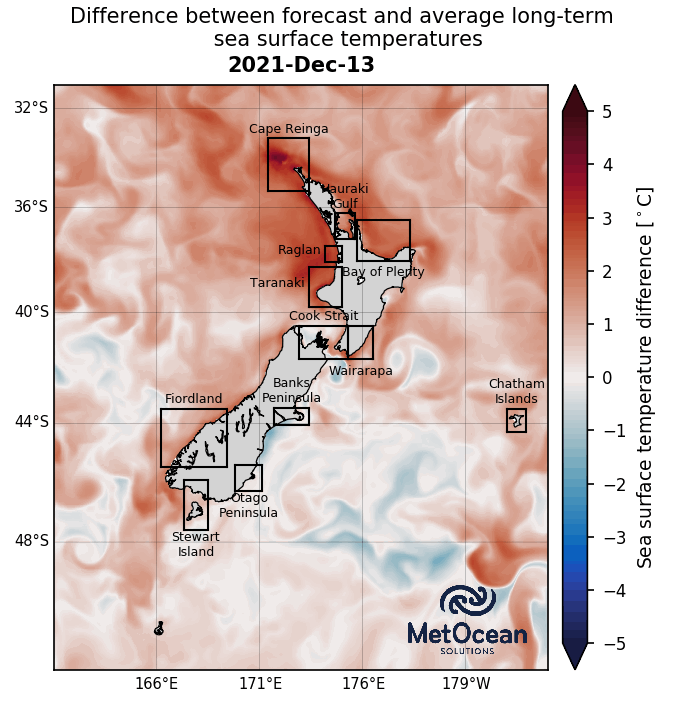 Difference between forecast and average long-term
sea surface temperatures
2021-Dec-13
32°S
36°S
40°S
44°S
48°S
166°E
171°E
176°E
179°W
Cape Reinga
Hauraki
Gulf
Raglan
Bay of Plenty
Taranaki
Cook Strait
Wairarapa
Banks
Peninsula
Fiordland
Chatham
Islands
Otago
Peninsula
Stewart
Island
MetOcean
SOLUTIONS
5
4
3
2
1
0
−1
−2
−3
−4
−5
Sea surface temperature difference [°C]